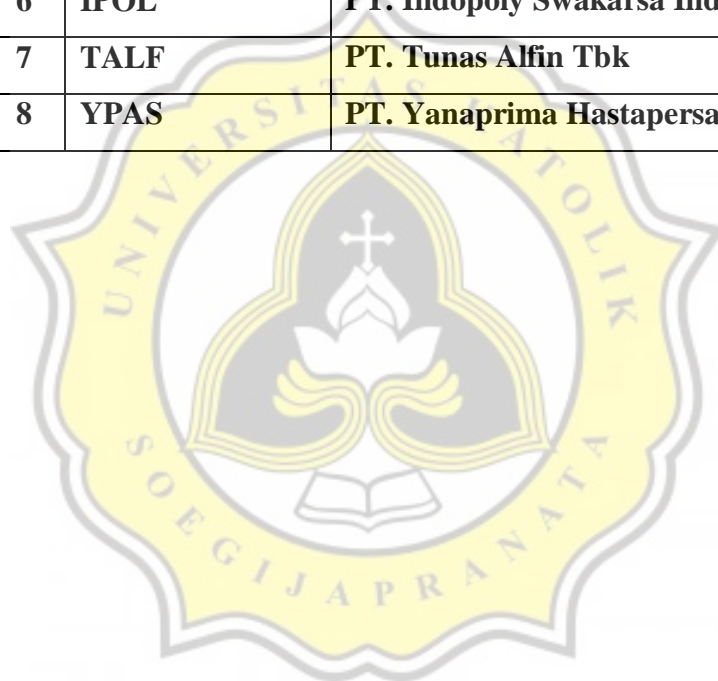 6 IPOL PT. Indopoly Swakarsa Ind
7 TALF PT. Tunas Alfin Tbk
8 YPAS PT. Yanaprima Hastapersa
UNIVERSITAS KATOLIK
SOEGIJAPRANATA